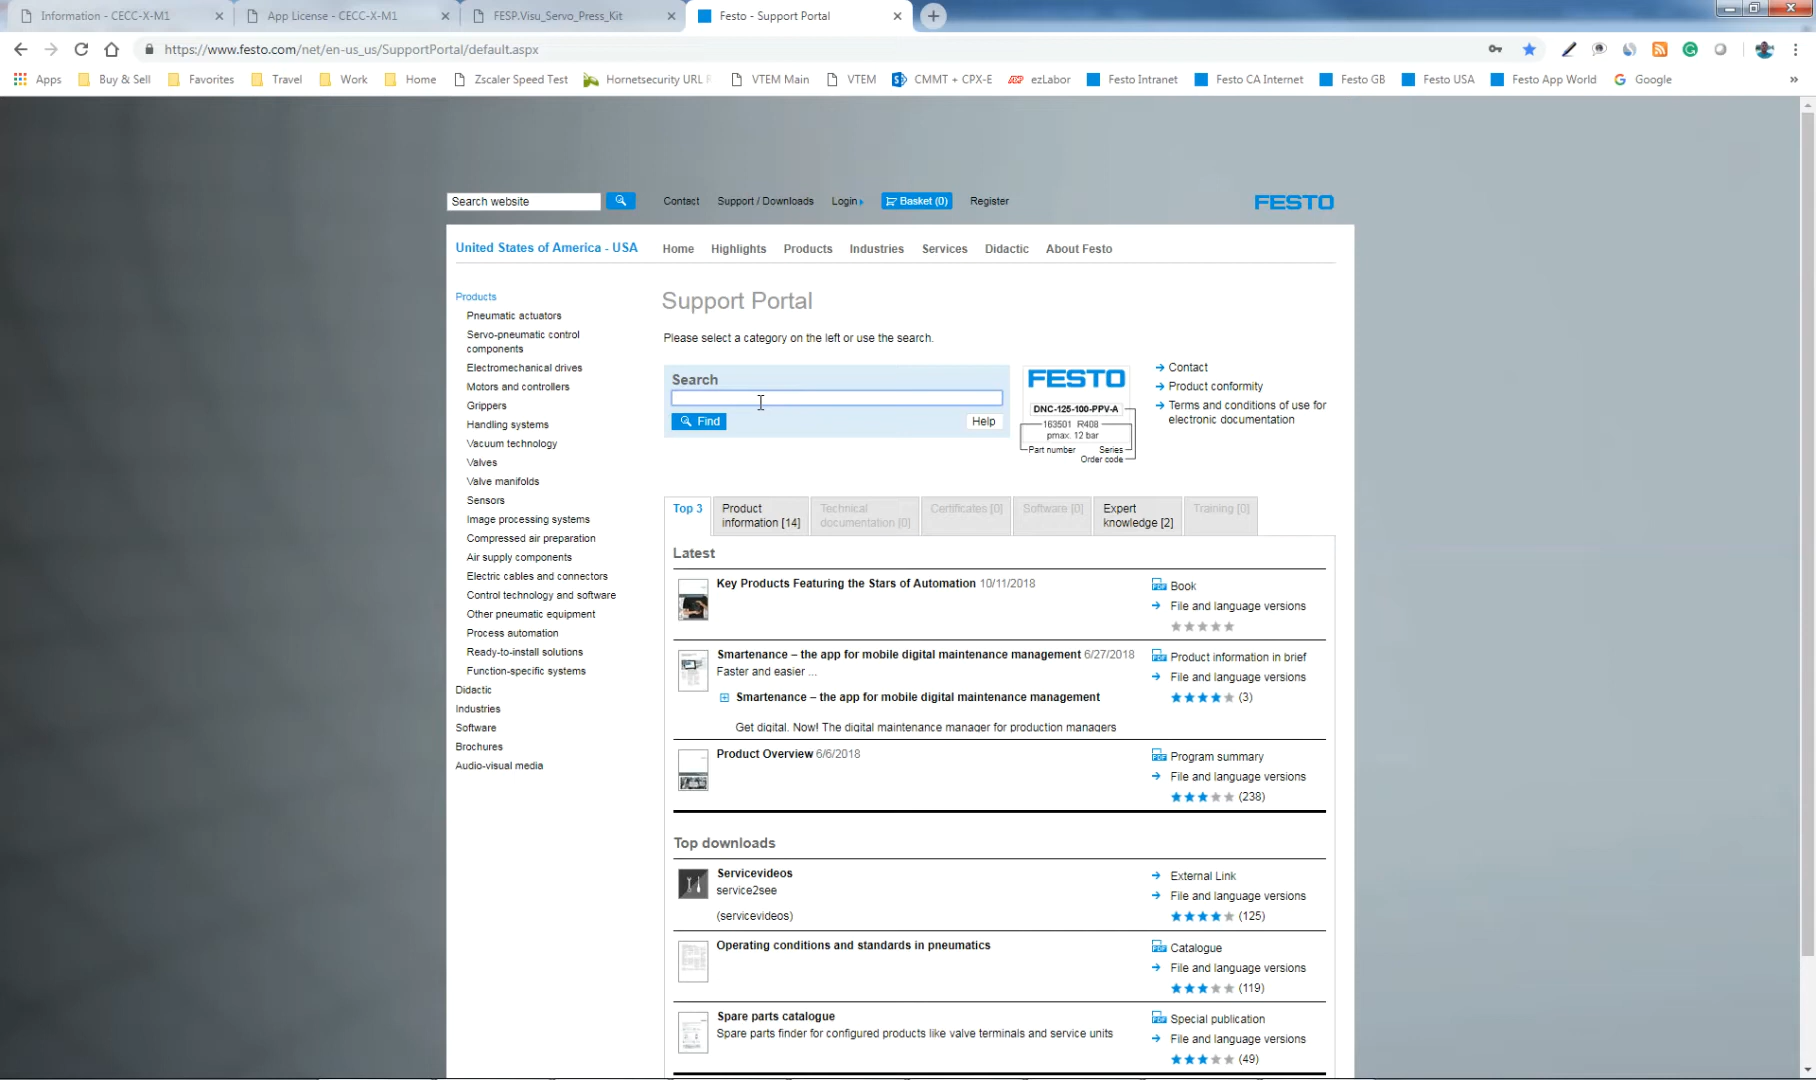 Information - CECC-X-M1
App License - CECC-X-M1
FESP.Visu_Servo_Press_Kit
Festo - Support Portal
https://www.festo.com/net/en-us_us/SupportPortal/default.aspx
Apps Buy & Sell Favorites Travel Work Home Zscaler Speed Test Hornetsecurity URL VTEM Main VTEM CMMT + CPX-E ezLabor Festo Intranet Festo CA Internet Festo GB Festo USA Festo App World Google
Search website
Contact Support / Downloads Login Basket (0) Register
FESTO
United States of America - USA
Home Highlights Products Industries Services Didactic About Festo
Products
Pneumatic actuators
Servo-pneumatic control
components
Electromechanical drives
Motors and controllers
Grippers
Handling systems
Vacuum technology
Valves
Valve manifolds
Sensors
Image processing systems
Compressed air preparation
Air supply components
Electric cables and connectors
Control technology and software
Other pneumatic equipment
Process automation
Ready-to-install solutions
Function-specific systems
Didactic
Industries
Software
Brochures
Audio-visual media
Support Portal
Please select a category on the left or use the search.
Search
Find
Help
FESTO
DNC-125-100-PPV-A
163501 R408
pmax. 12 bar
Part number Series
Order code
Contact
Product conformity
Terms and conditions of use for
electronic documentation
Top 3
Product
information [14]
Technical
documentation [0]
Certificates [0]
Software [0]
Expert
knowledge [2]
Training [0]
Latest
Key Products Featuring the Stars of Automation 10/11/2018
Book
File and language versions
Smartenance – the app for mobile digital maintenance management 6/27/2018
Faster and easier ...
Smartenance – the app for mobile digital maintenance management
Get digital. Now! The digital maintenance manager for production managers
Product information in brief
File and language versions
(3)
Product Overview 6/6/2018
Program summary
File and language versions
(238)
Top downloads
Servicevideos
service2see
(servicevideos)
External Link
File and language versions
(125)
Operating conditions and standards in pneumatics
Catalogue
File and language versions
(119)
Spare parts catalogue
Spare parts finder for configured products like valve terminals and service units
Special publication
File and language versions
(49)